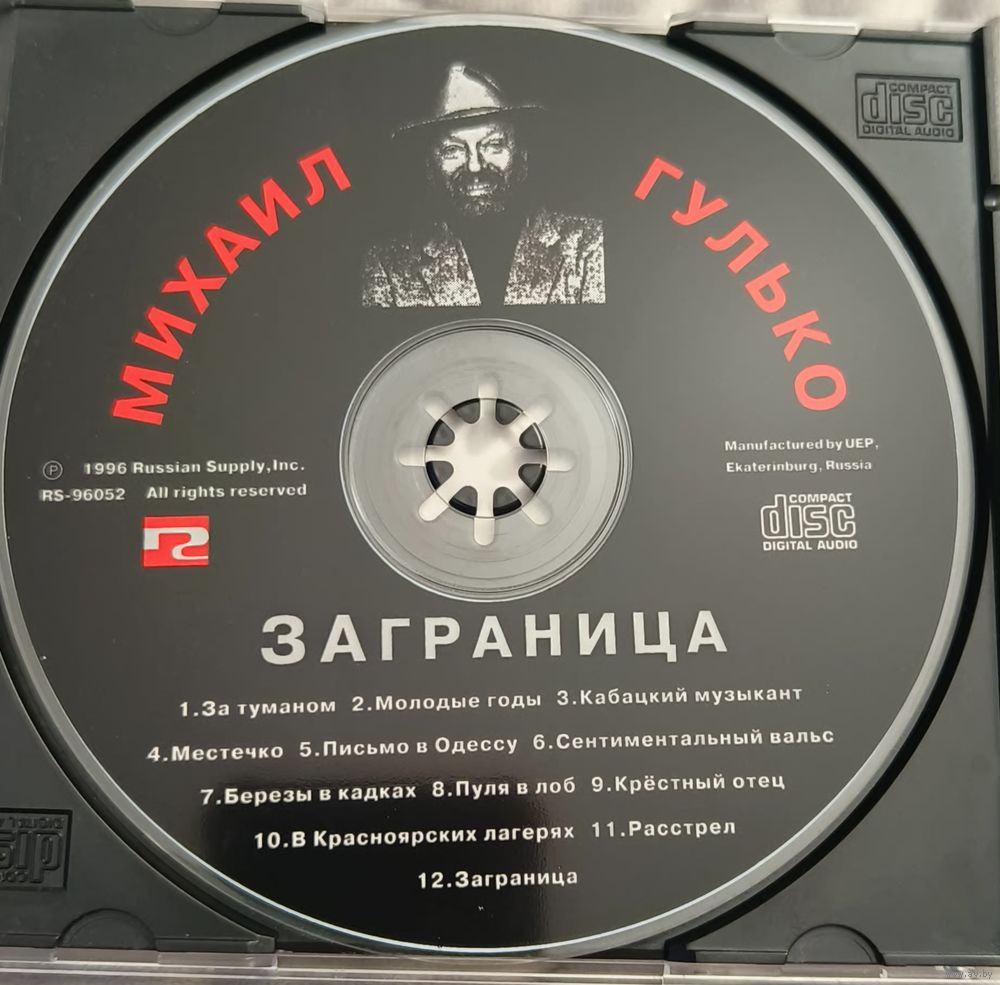 COMPACT
disc
DIGITAL AUDIO
МИХАИЛ ГУЛЬКО
Ⓟ 1996 Russian Supply, Inc.
RS-96052 All rights reserved
Manufactured by UEP,
Ekaterinburg, Russia
COMPACT
disc
DIGITAL AUDIO
ЗАГРАНИЦА
1.За туманом 2.Молодые годы 3.Кабацкий музыкант
4.Местечко 5.Письмо в Одессу 6.Сентиментальный вальс
7.Березы в кадках 8.Пуля в лоб 9.Крёстный отец
10.В Красноярских лагерях 11.Расстрел
12.Заграница